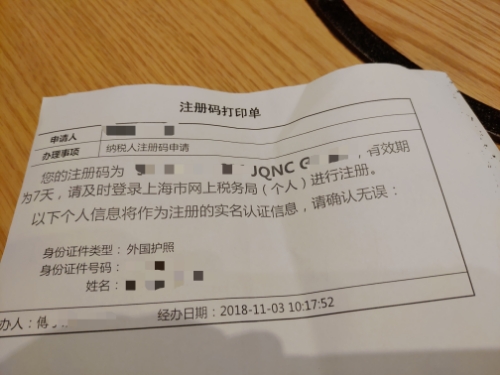 注册码打印单
申请人
办理事项 纳税人注册码申请
您的注册码为 JQNC G ，有效期
为7天，请及时登录上海市网上税务局（个人）进行注册。
以下个人信息将作为注册的实名认证信息，请确认无误：
身份证件类型：外国护照
身份证件号码：
姓名：
办人： 经办日期：2018-11-03 10:17:52